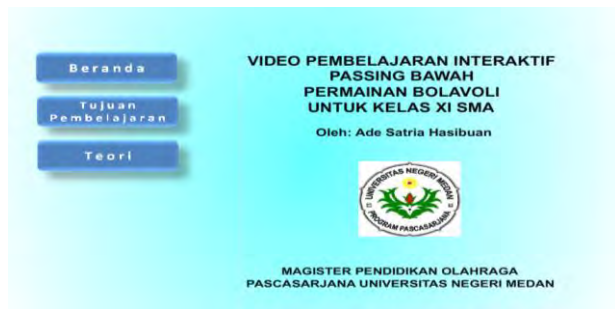 Beranda
Tujuan
Pembelajaran
Teori
VIDEO PEMBELAJARAN INTERAKTIF
PASSING BAWAH
PERMAINAN BOLAVOLI
UNTUK KELAS XI SMA
Oleh: Ade Satria Hasibuan
UNIVERSITAS NEGERI MEDAN
PROGRAM PASCASARJANA
MAGISTER PENDIDIKAN OLAHRAGA
PASCASARJANA UNIVERSITAS NEGERI MEDAN